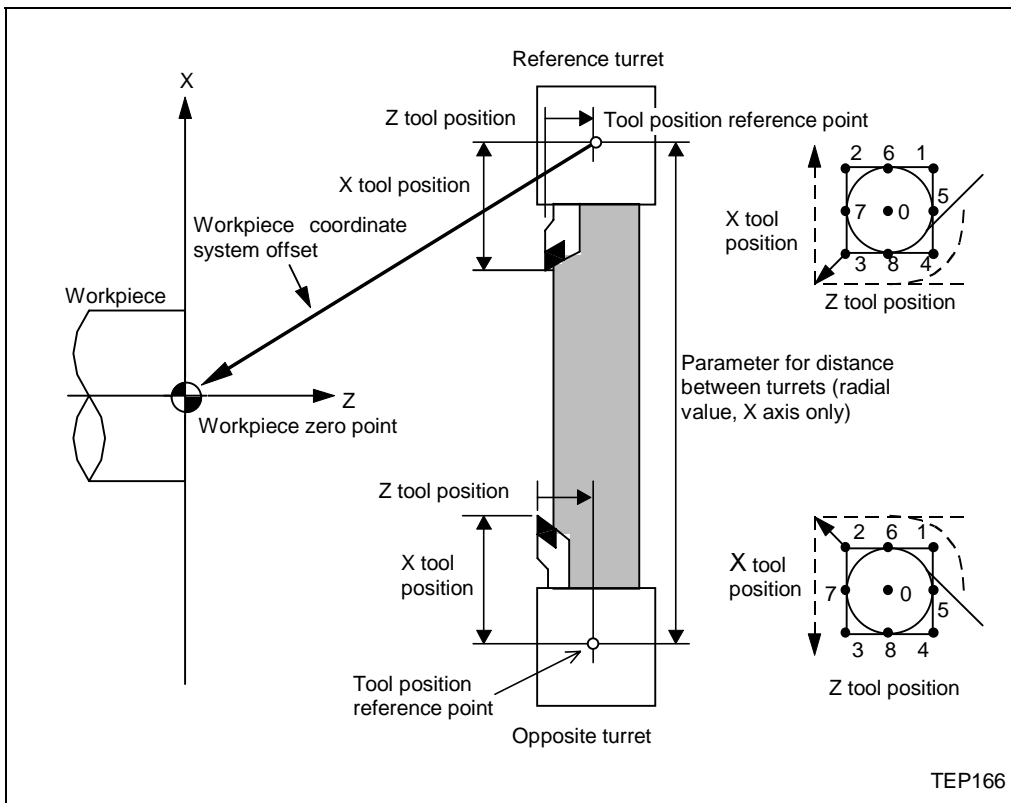 Reference turret
X
Z tool position
Tool position reference point
X tool position
Workpiece coordinate
system offset
Workpiece
Z
Workpiece zero point
2 6 1
7 0 5
3 8 4
X tool
position
Z tool position
Parameter for distance
between turrets (radial
value, X axis only)
Z tool position
X tool
position
2 6 1
7 0 5
3 8 4
X tool
position
Z tool position
Tool position
reference point
Opposite turret
TEP166